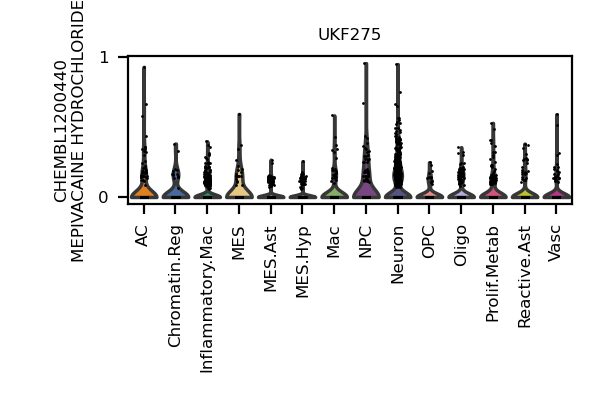 UKF275
CHEMBL1200440
MEPIVACAINE HYDROCHLORIDE
1
0
AC
Chromatin.Reg
Inflammatory.Mac
MES
MES.Ast
MES.Hyp
Mac
NPC
Neuron
OPC
Oligo
Prolif.Metab
Reactive.Ast
Vasc